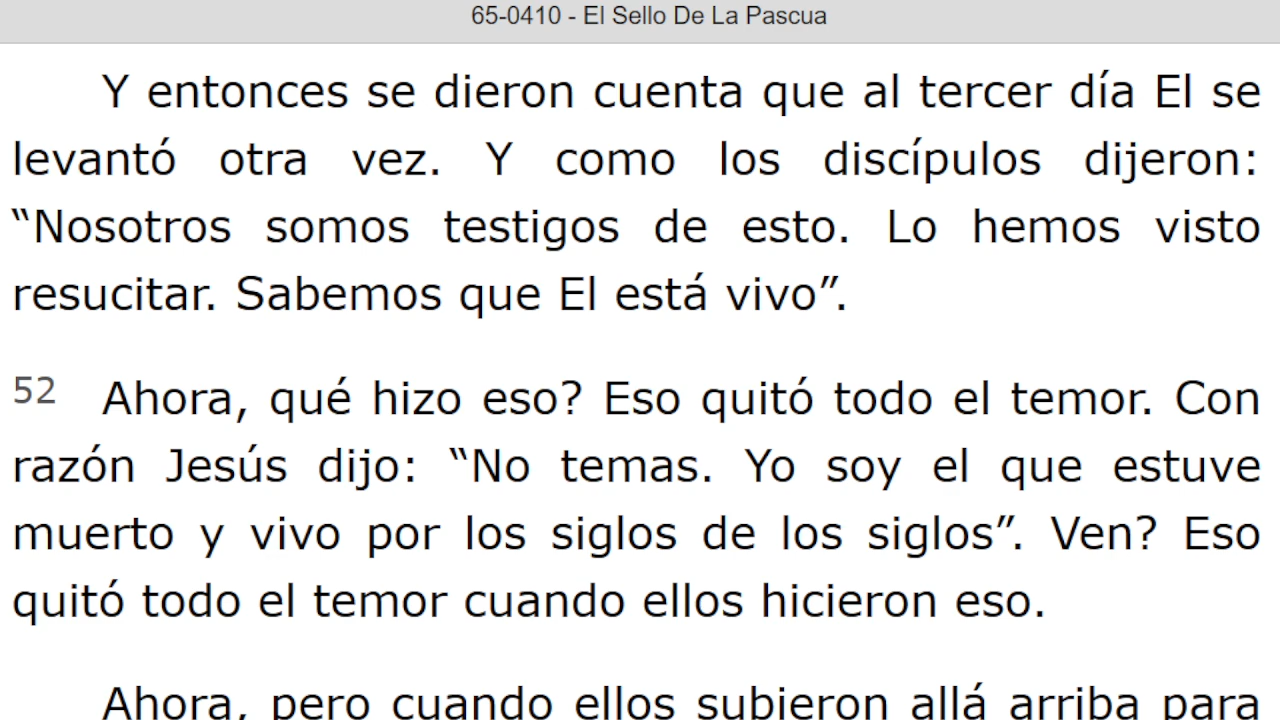 65-0410 - El Sello De La Pascua
Y entonces se dieron cuenta que al tercer día El se
levantó otra vez. Y como los discípulos dijeron:
“Nosotros somos testigos de esto. Lo hemos visto
resucitar. Sabemos que El está vivo”.
52 Ahora, qué hizo eso? Eso quitó todo el temor. Con
razón Jesús dijo: “No temas. Yo soy el que estuve
muerto y vivo por los siglos de los siglos”. Ven? Eso
quitó todo el temor cuando ellos hicieron eso.
Ahora, pero cuando ellos subieron allá arriba para